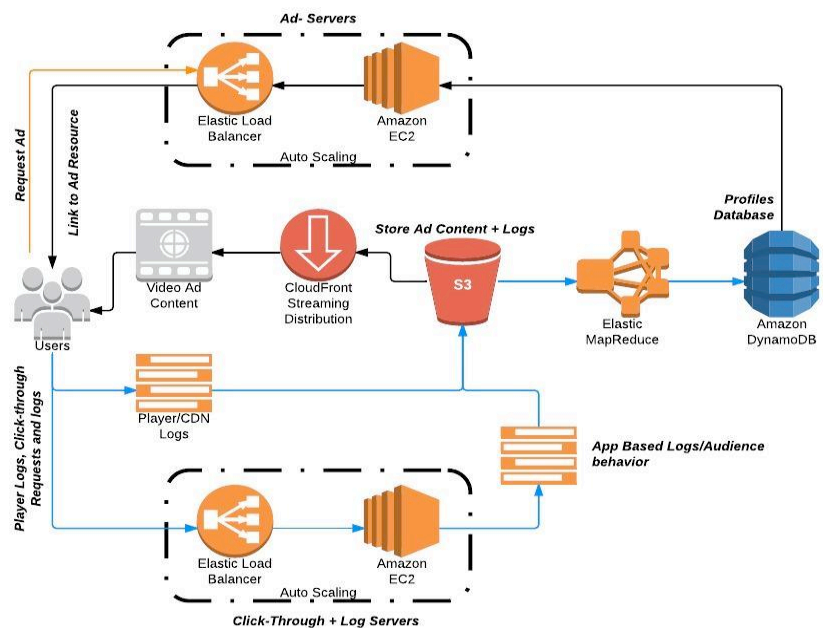 Ad- Servers
Elastic Load
Balancer
Amazon
EC2
Auto Scaling
Request Ad
Link to Ad Resource
Profiles
Database
Store Ad Content + Logs
S3
Video Ad
Content
CloudFront
Streaming
Distribution
Elastic
MapReduce
Amazon
DynamoDB
Users
Player/CDN
Logs
Player Logs, Click-through
Requests and logs
App Based Logs/Audience
behavior
Elastic Load
Balancer
Amazon
EC2
Auto Scaling
Click-Through + Log Servers